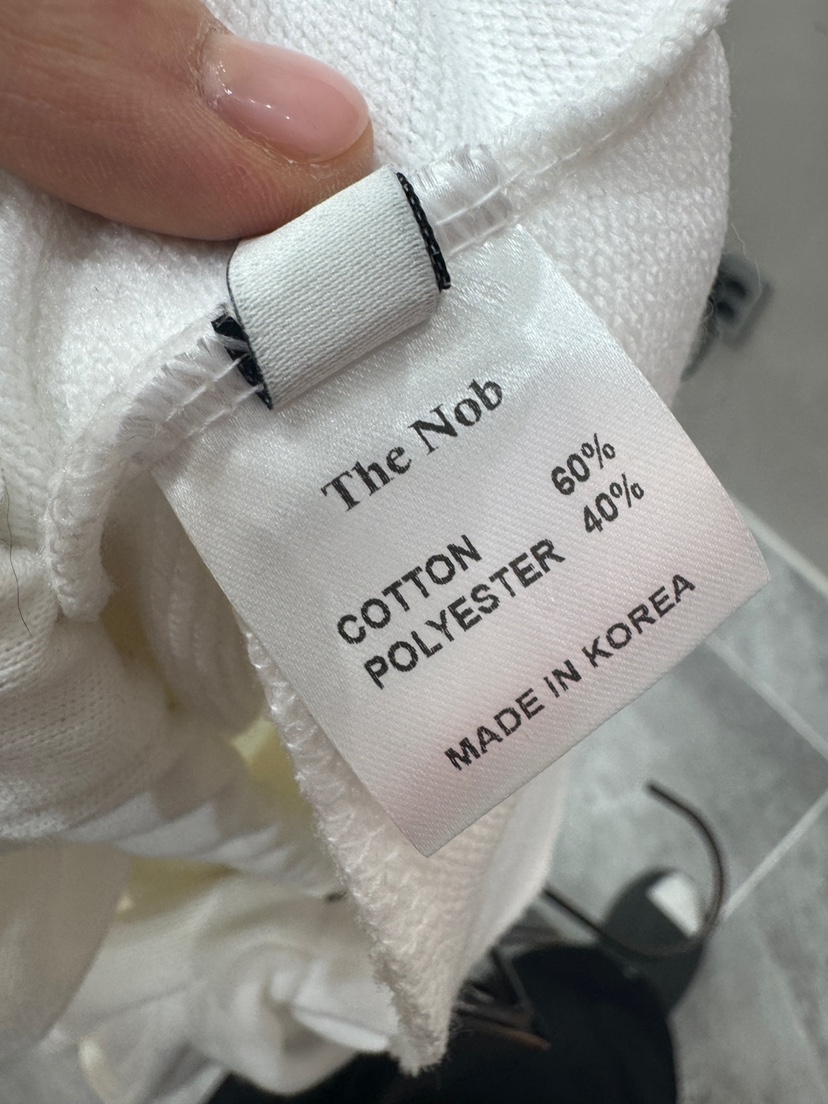 The Nob
COTTON 60%
POLYESTER 40%
MADE IN KOREA